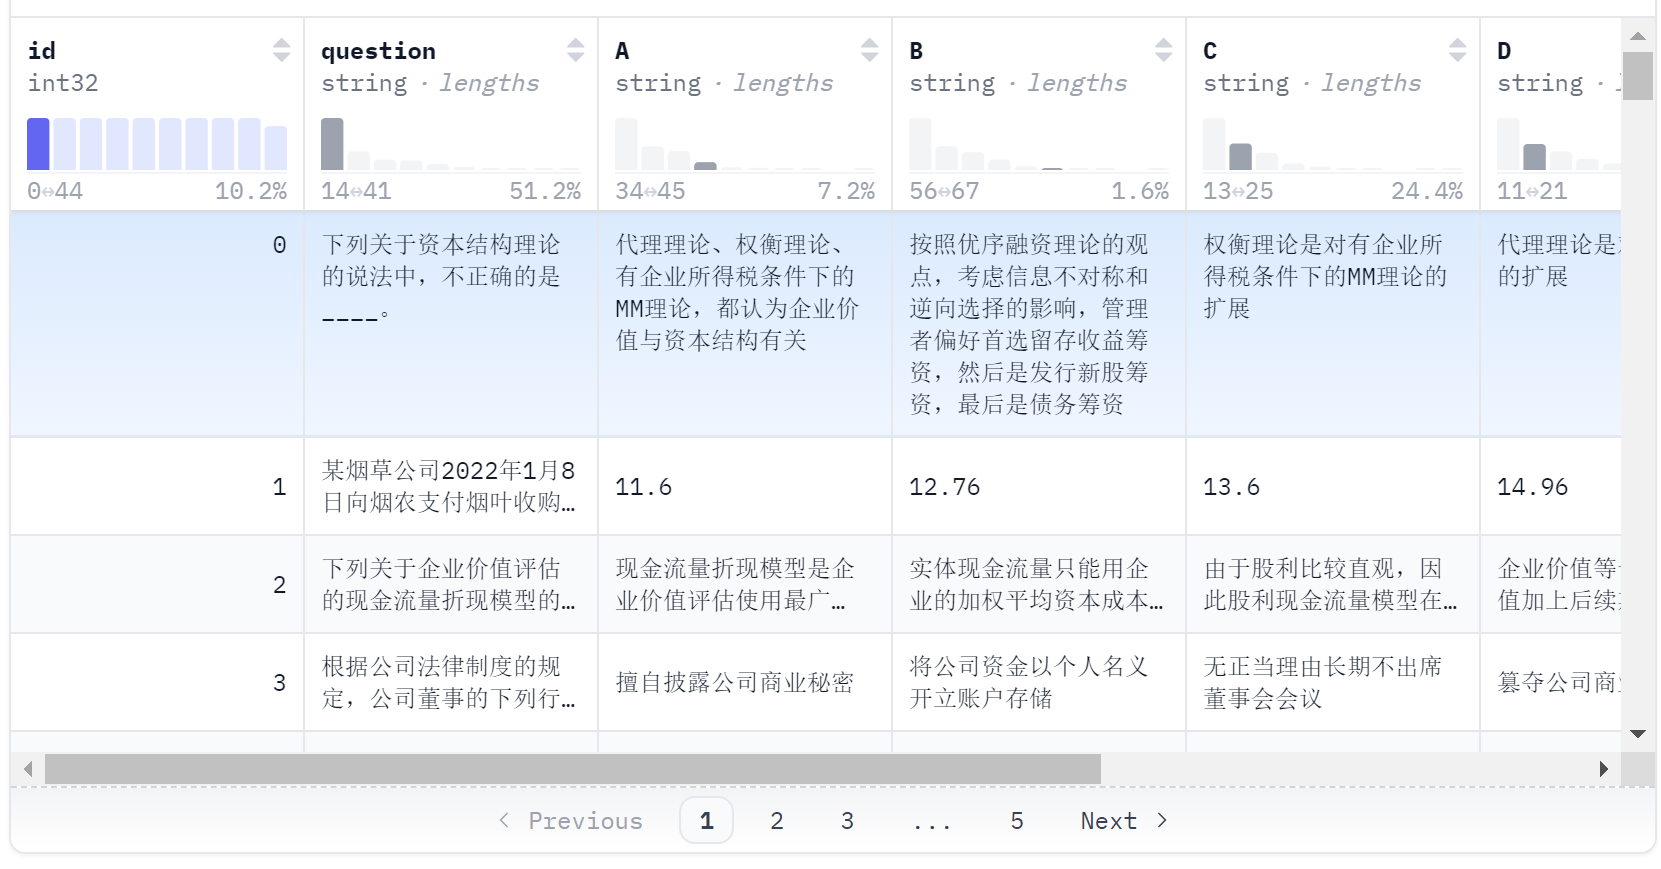 id
question
A
B
C
D
int32
string · lengths
string · lengths
string · lengths
string · lengths
string ·
0↔44 10.2%
14↔41 51.2%
34↔45 7.2%
56↔67 1.6%
13↔25 24.4%
11↔21
0
下列关于资本结构理论
的说法中，不正确的是
____。
代理理论、权衡理论、
有企业所得税条件下的
MM理论，都认为企业价
值与资本结构有关
按照优序融资理论的观
点，考虑信息不对称和
逆向选择的影响，管理
者偏好首选留存收益筹
资，然后是发行新股筹
资，最后是债务筹资
权衡理论是对有企业所
得税条件下的MM理论的
扩展
代理理论是
的扩展
1
某烟草公司2022年1月8
日向烟农支付烟叶收购…
11.6
12.76
13.6
14.96
2
下列关于企业价值评估
的现金流量折现模型的…
现金流量折现模型是企
业价值评估使用最广…
实体现金流量只能用企
业的加权平均资本成本…
由于股利比较直观，因
此股利现金流量模型在…
企业价值等
值加上后续
3
根据公司法律制度的规
定，公司董事的下列行…
擅自披露公司商业秘密
将公司资金以个人名义
开立账户存储
无正当理由长期不出席
董事会会议
篡夺公司商
< Previous 1 2 3 ... 5 Next >